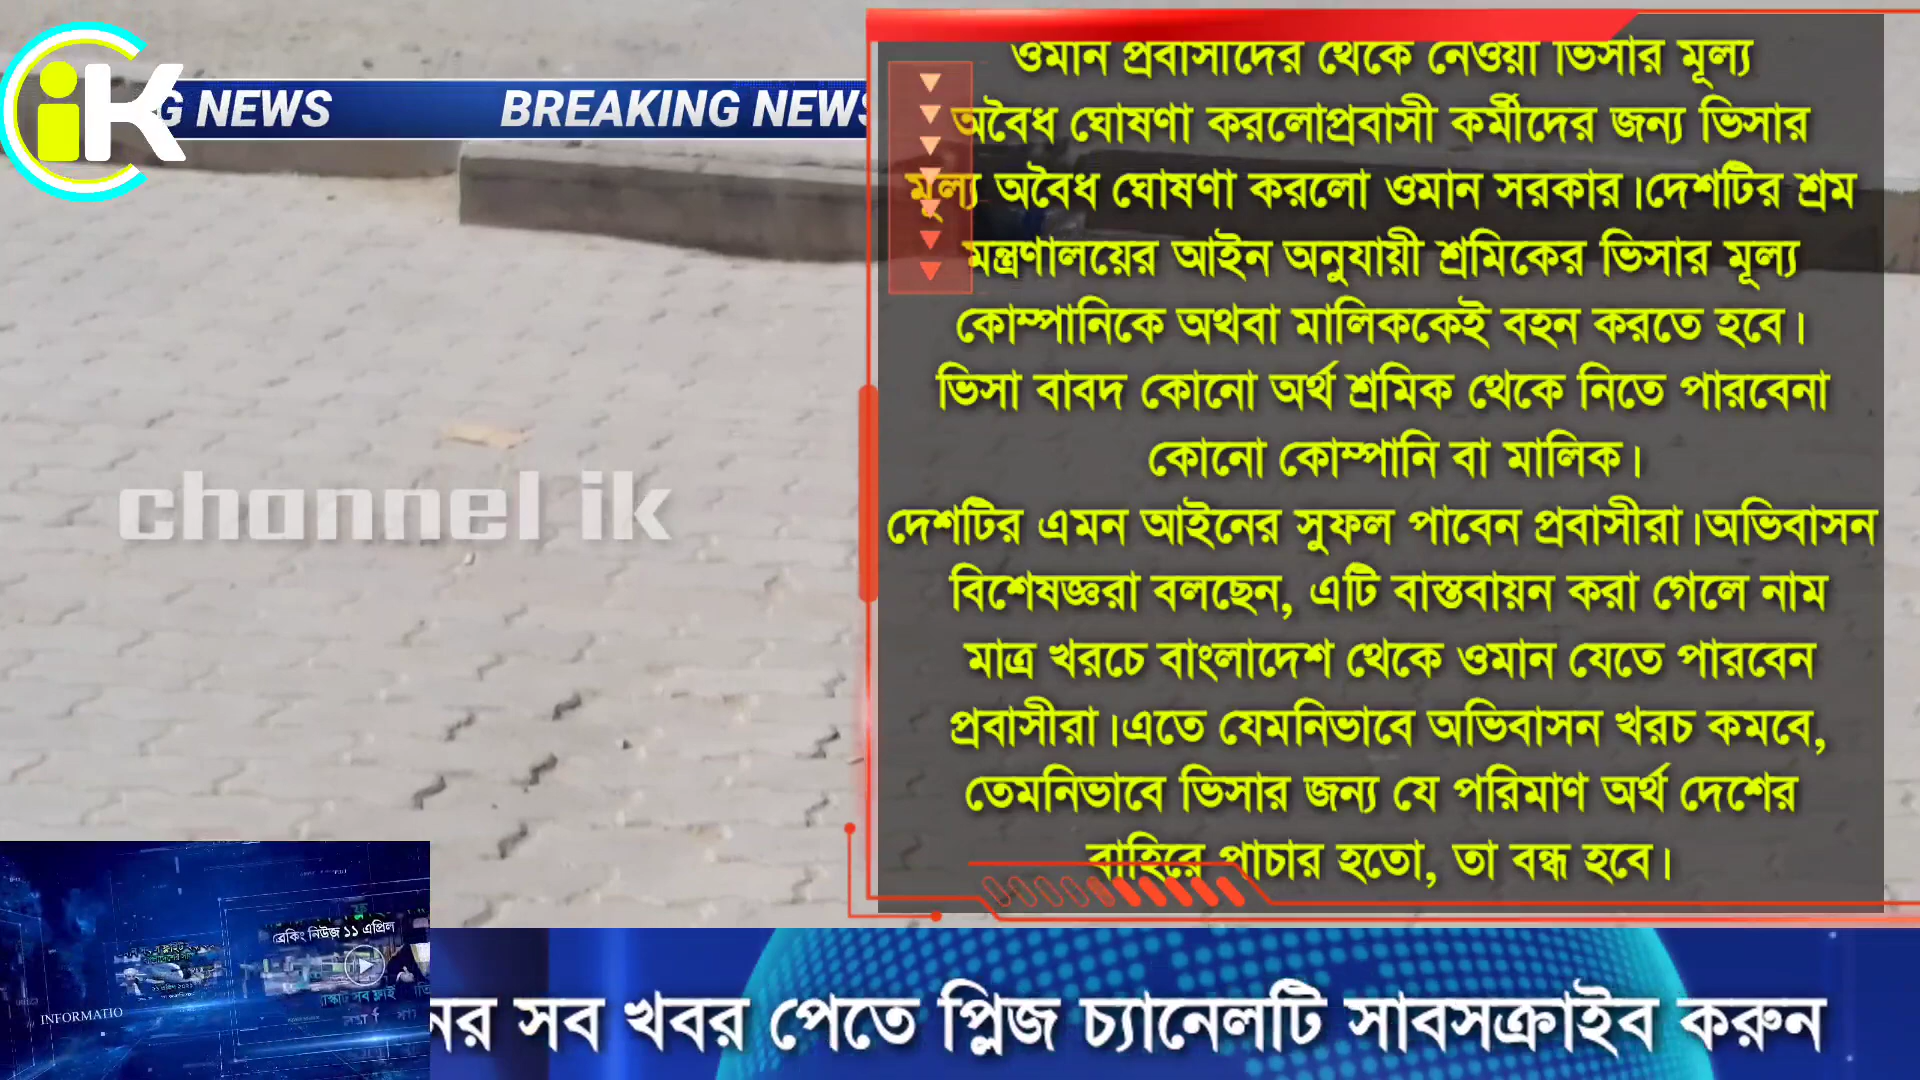 iK
G NEWS
BREAKING NEWS
ওমান প্রবাসীদের থেকে নেওয়া ভিসার মূল্য
অবৈধ ঘোষণা করলোপ্রবাসী কর্মীদের জন্য ভিসার
মূল্য অবৈধ ঘোষণা করলো ওমান সরকার।দেশটির শ্রম
মন্ত্রণালয়ের আইন অনুযায়ী শ্রমিকের ভিসার মূল্য
কোম্পানিকে অথবা মালিককেই বহন করতে হবে।
ভিসা বাবদ কোনো অর্থ শ্রমিক থেকে নিতে পারবেনা
কোনো কোম্পানি বা মালিক।
দেশটির এমন আইনের সুফল পাবেন প্রবাসীরা।অভিবাসন
বিশেষজ্ঞরা বলছেন, এটি বাস্তবায়ন করা গেলে নাম
মাত্র খরচে বাংলাদেশ থেকে ওমান যেতে পারবেন
প্রবাসীরা।এতে যেমনিভাবে অভিবাসন খরচ কমবে,
তেমনিভাবে ভিসার জন্য যে পরিমাণ অর্থ দেশের
বাহিরে পাচার হতো, তা বন্ধ হবে।
channel ik
ব্রেকিং নিউজ ১১ এপ্রিল
INFORMATIO
নর সব খবর পেতে প্লিজ চ্যানেলটি সাবসক্রাইব করুন